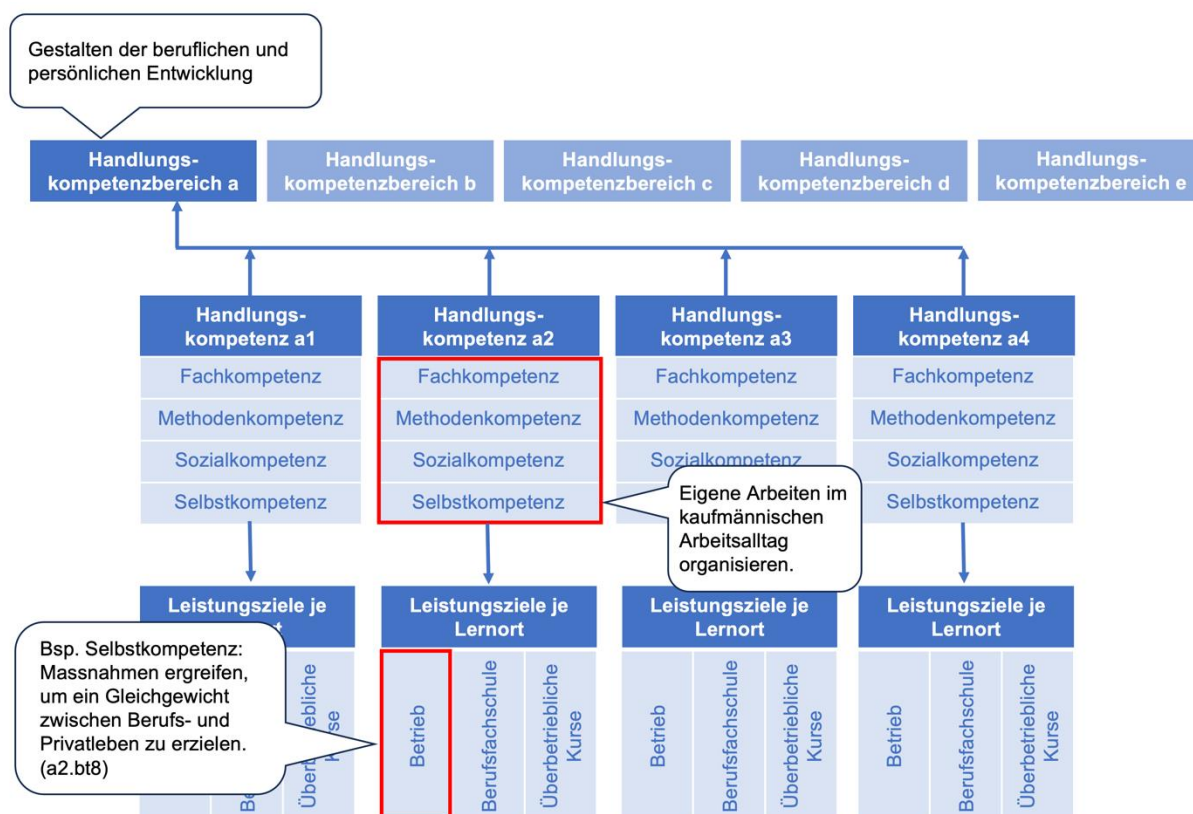 Gestalten der beruflichen und
persönlichen Entwicklung
Handlungs-
kompetenzbereich a
Handlungs-
kompetenzbereich b
Handlungs-
kompetenzbereich c
Handlungs-
kompetenzbereich d
Handlungs-
kompetenzbereich e
Handlungs-
kompetenz a1
Fachkompetenz
Methodenkompetenz
Sozialkompetenz
Selbstkompetenz
Handlungs-
kompetenz a2
Fachkompetenz
Methodenkompetenz
Sozialkompetenz
Selbstkompetenz
Handlungs-
kompetenz a3
Fachkompetenz
Methodenkompetenz
Sozialkompetenz
Handlungs-
kompetenz a4
Fachkompetenz
Methodenkompetenz
Sozialkompetenz
Selbstkompetenz
Eigene Arbeiten im
kaufmännischen
Arbeitsalltag
organisieren.
Leistungsziele je
Bsp. Selbstkompetenz:
Massnahmen ergreifen,
um ein Gleichgewicht
zwischen Berufs- und
Privatleben zu erzielen.
(a2.bt8)
Überbetriebliche
Kurse
Leistungsziele je
Lernort
Betrieb
Berufsfachschule
Überbetriebliche
Kurse
Leistungsziele je
Lernort
Betrieb
Berufsfachschule
Überbetriebliche
Kurse
Leistungsziele je
Lernort
Betrieb
Berufsfachschule
Überbetriebliche
Kurse